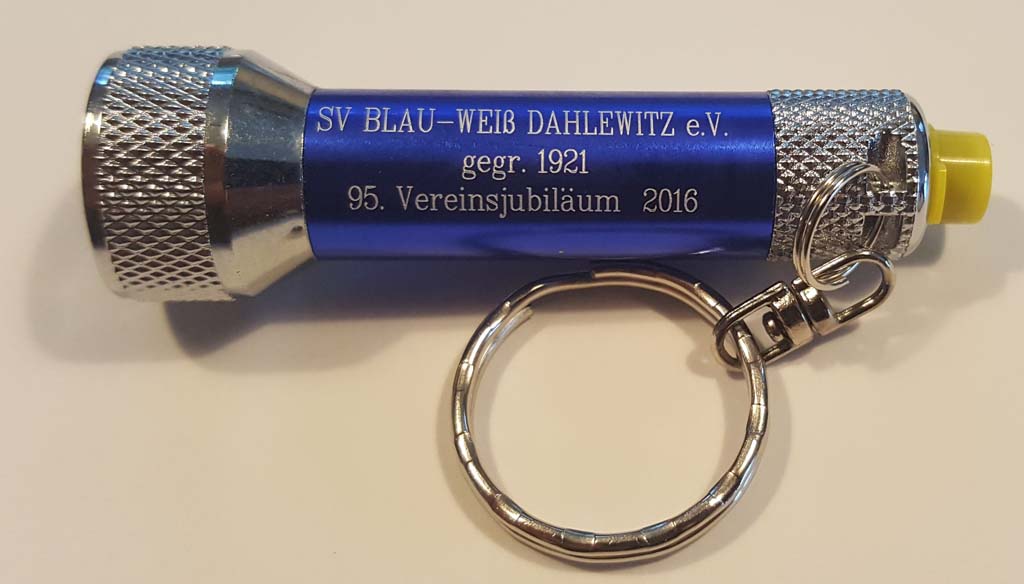 SV BLAU-WEIß DAHLEWITZ e.V.
gegr. 1921
95. Vereinsjubiläum 2016